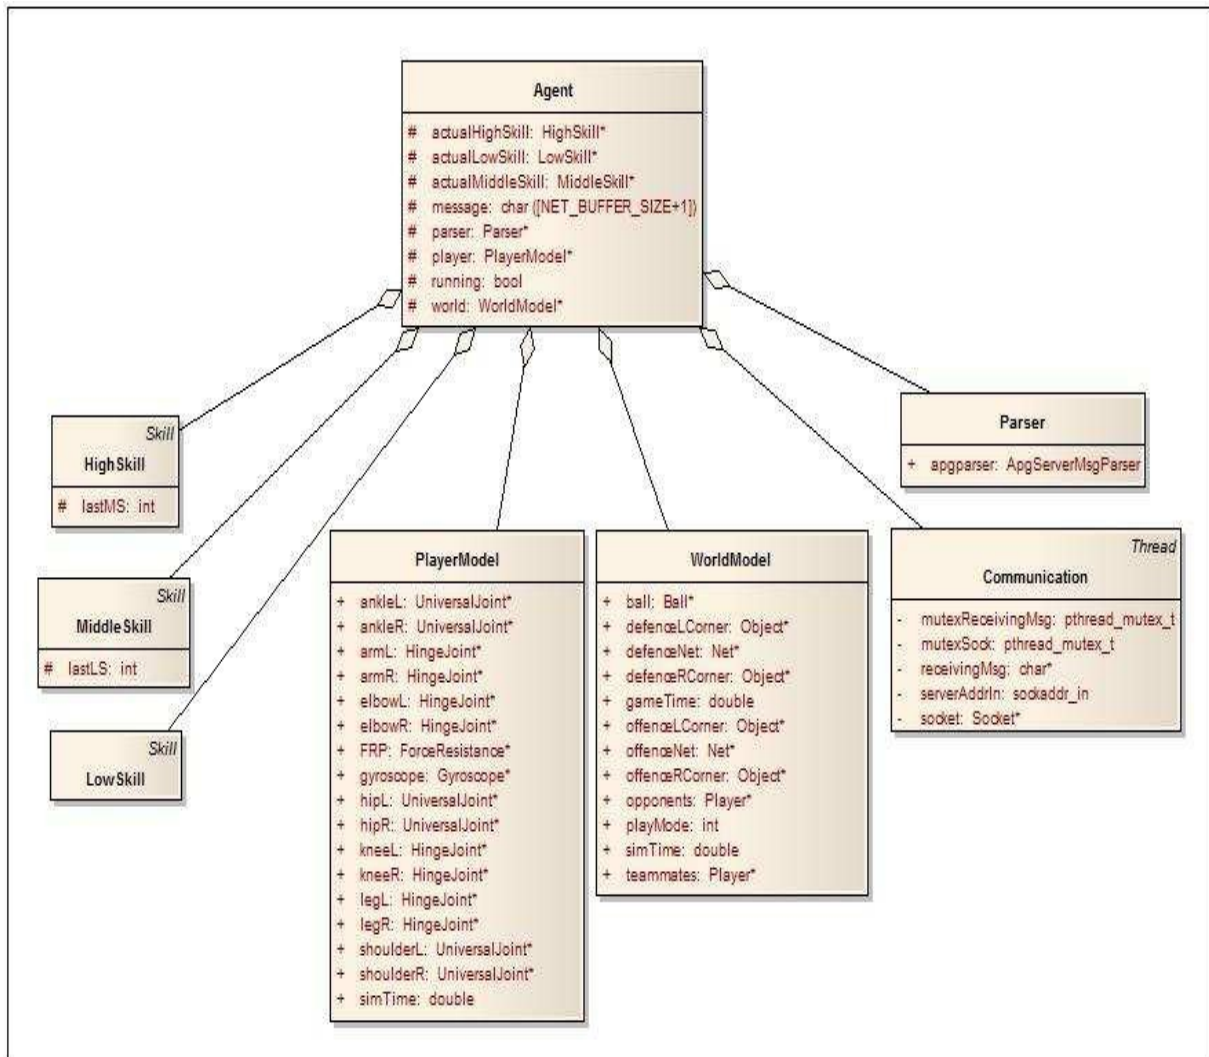 Agent
# actualHighSkill: HighSkill*
# actualLowSkill: LowSkill*
# actualMiddleSkill: MiddleSkill*
# message: char ([NET_BUFFER_SIZE+1])
# parser: Parser*
# player: PlayerModel*
# running: bool
# world: WorldModel*
Skill
HighSkill
# lastMS: int
Skill
MiddleSkill
# lastLS: int
Skill
LowSkill
PlayerModel
+ ankleL: UniversalJoint*
+ ankleR: UniversalJoint*
+ armL: HingeJoint*
+ armR: HingeJoint*
+ elbowL: HingeJoint*
+ elbowR: HingeJoint*
+ FRP: ForceResistance*
+ gyroscope: Gyroscope*
+ hipL: UniversalJoint*
+ hipR: UniversalJoint*
+ kneeL: HingeJoint*
+ kneeR: HingeJoint*
+ legL: HingeJoint*
+ legR: HingeJoint*
+ shoulderL: UniversalJoint*
+ shoulderR: UniversalJoint*
+ simTime: double
WorldModel
+ ball: Ball*
+ defenceLCorner: Object*
+ defenceNet: Net*
+ defenceRCorner: Object*
+ gameTime: double
+ offenceLCorner: Object*
+ offenceNet: Net*
+ offenceRCorner: Object*
+ opponents: Player*
+ playMode: int
+ simTime: double
+ teammates: Player*
Parser
+ apgparser: ApgServerMsgParser
Thread
Communication
- mutexReceivingMsg: pthread_mutex_t
- mutexSock: pthread_mutex_t
- receivingMsg: char*
- serverAddrIn: sockaddr_in
- socket: Socket*